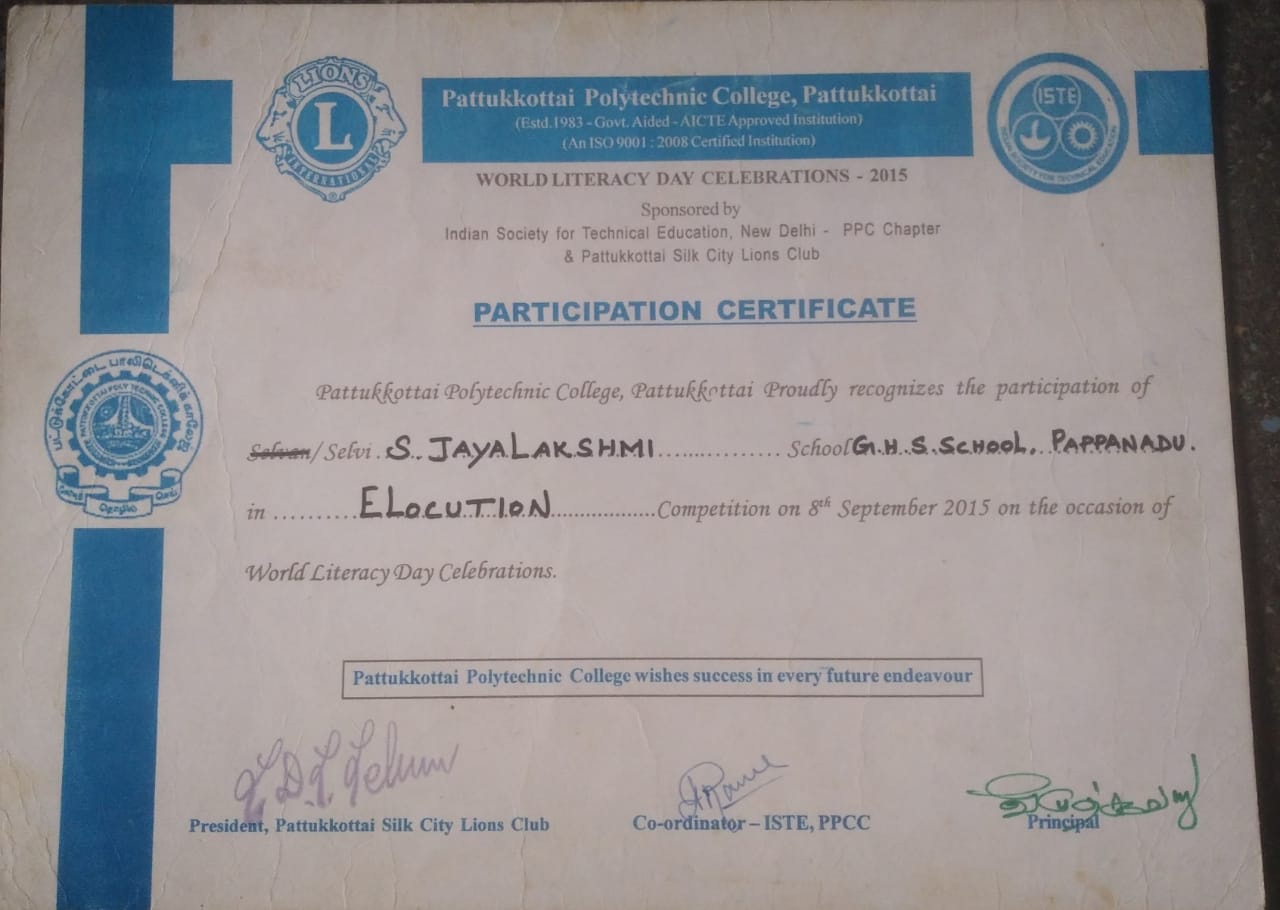 LIONS
L
INTERNATIONAL
Pattukkottai Polytechnic College, Pattukkottai
(Estd.1983 - Govt. Aided - AICTE Approved Institution)
(An ISO 9001 : 2008 Certified Institution)
ISTE
INDIAN SOCIETY FOR TECHNICAL EDUCATION
WORLD LITERACY DAY CELEBRATIONS - 2015
Sponsored by
Indian Society for Technical Education, New Delhi - PPC Chapter
& Pattukkottai Silk City Lions Club
PARTICIPATION CERTIFICATE
பட்டுக்கோட்டை பாலிடெக்னிக் காலேஜ்
PATTUKKOTTAI POLY TECHNIC COLLEGE
Pattukkottai Polytechnic College, Pattukkottai Proudly recognizes the participation of
Selvan / Selvi . S. JAYALAKSHMI .................. School G.H.S.SCHOOL, PAPPANADU.
in .......... ELOCUTION ....................Competition on 8th September 2015 on the occasion of
World Literacy Day Celebrations.
Pattukkottai Polytechnic College wishes success in every future endeavour
President, Pattukkottai Silk City Lions Club
Co-ordinator – ISTE, PPCC
Principal